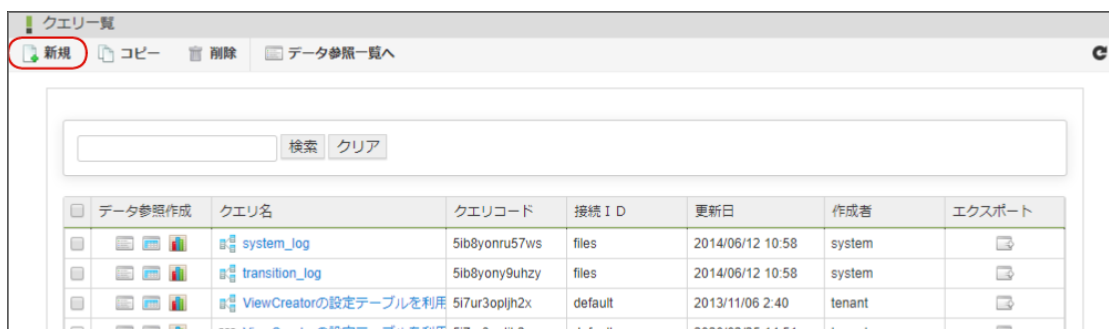 クエリ一覧
新規 コピー 削除 データ参照一覧へ
検索 クリア
データ参照作成 クエリ名 クエリコード 接続ID 更新日 作成者 エクスポート
system_log 5ib8yonru57ws files 2014/06/12 10:58 system
transition_log 5ib8yony9uhzy files 2014/06/12 10:58 system
ViewCreatorの設定テーブルを利用 5i7ur3opljh2x default 2013/11/06 2:40 tenant